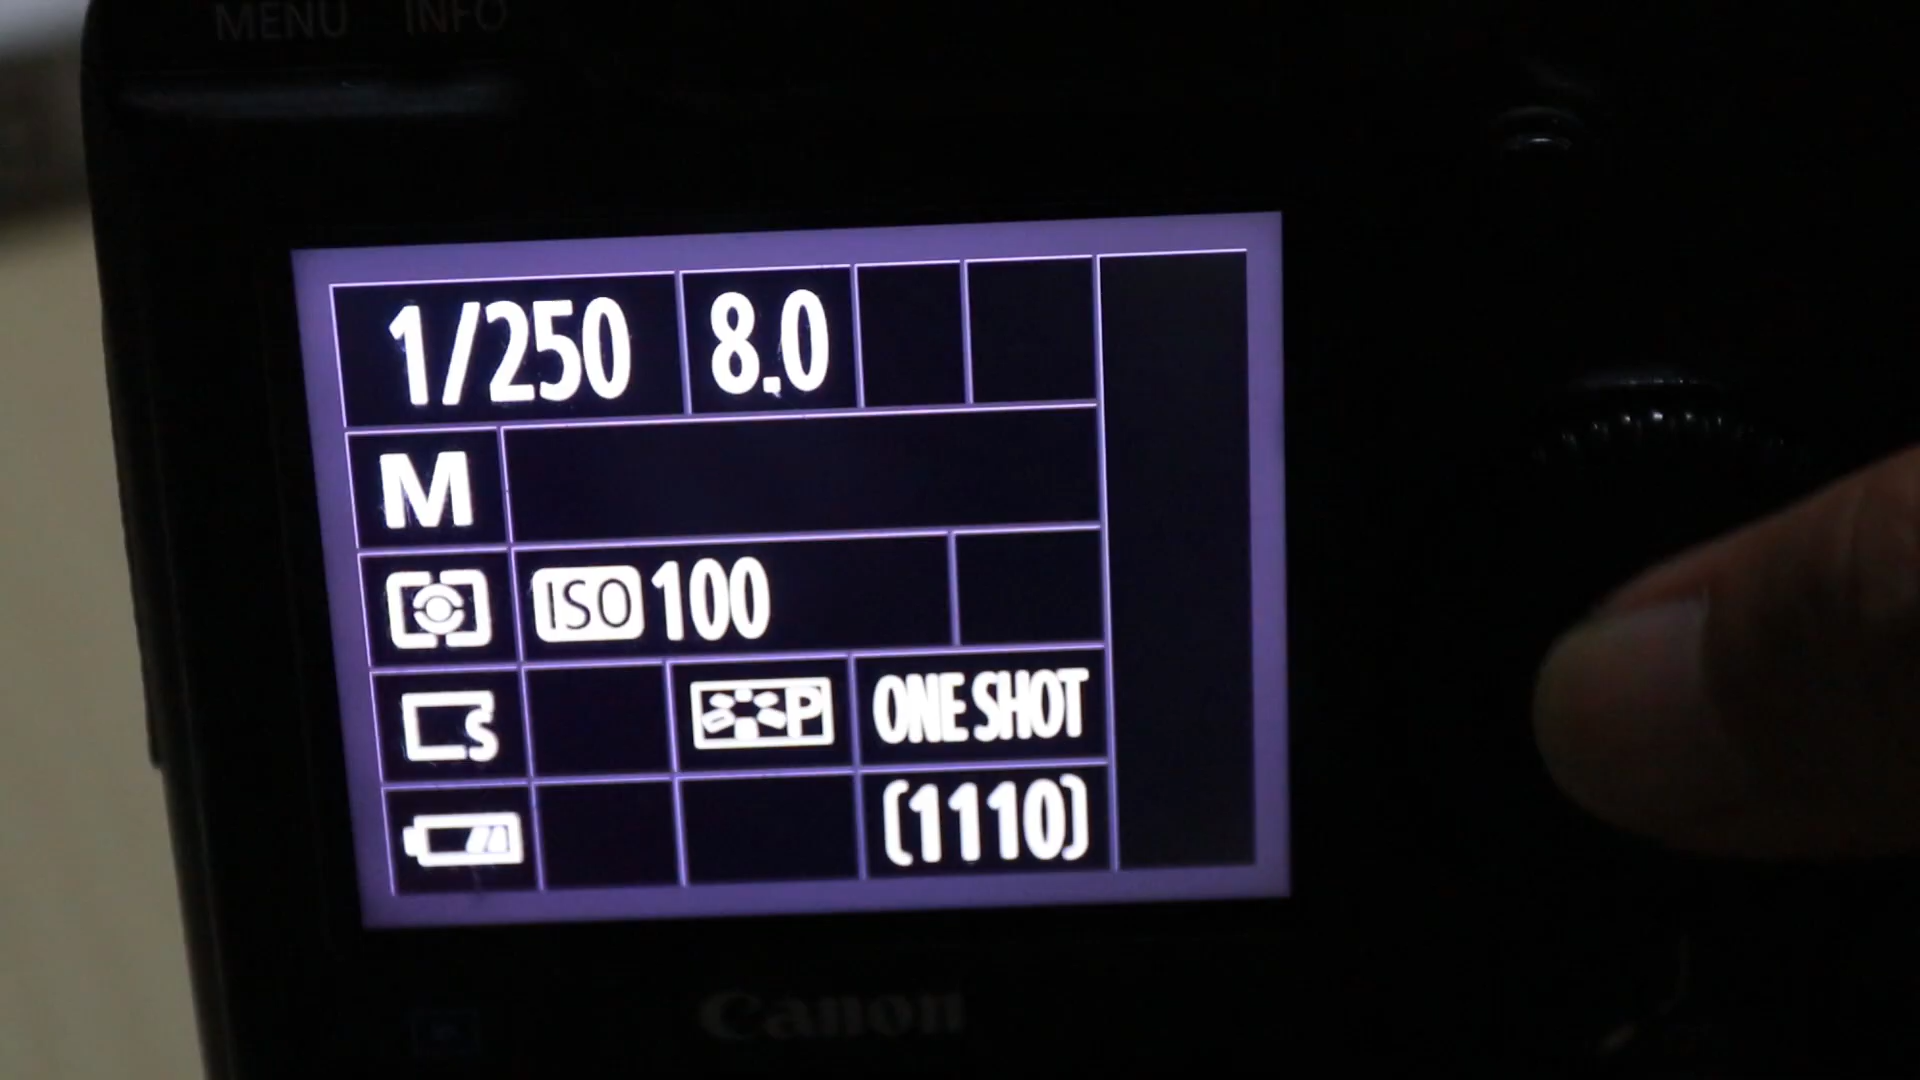 MENU INFO
1/250 8.0
M
ISO 100
S P ONE SHOT
(1110)
Canon